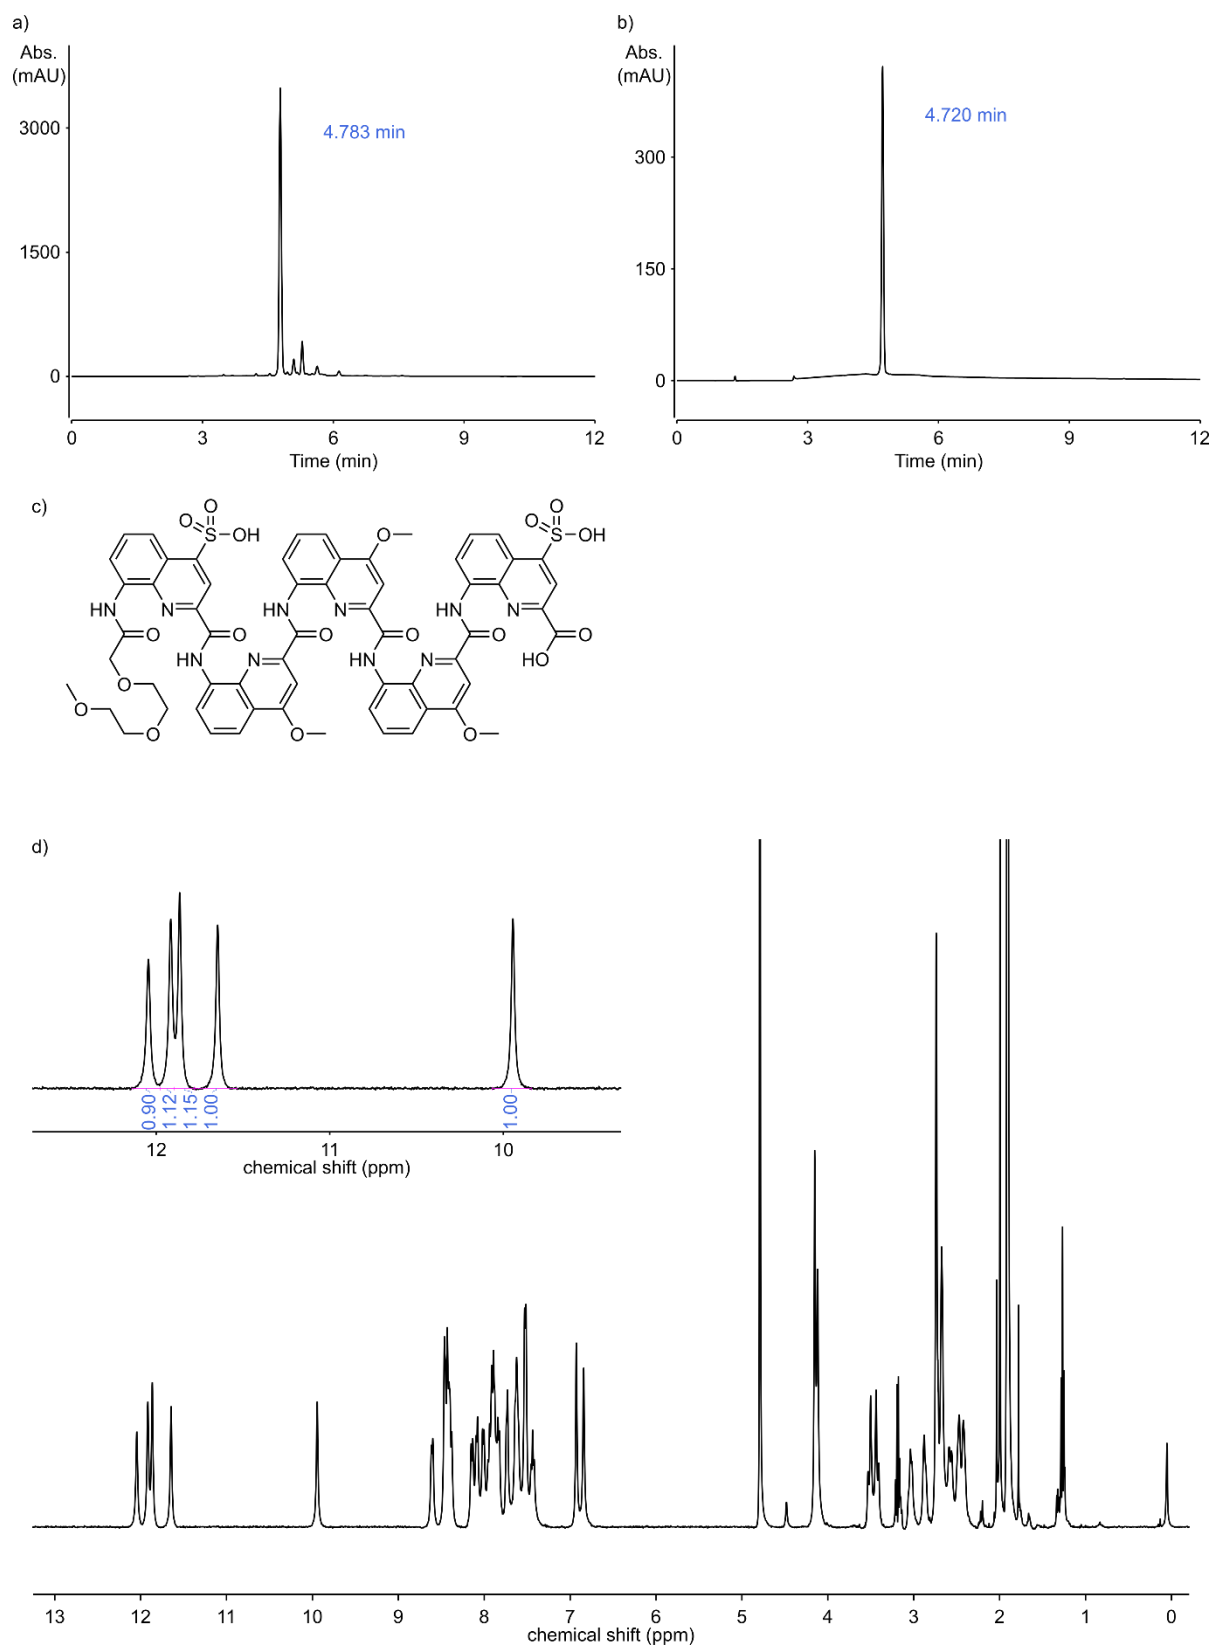 a)
Abs.
(mAU)
3000
1500
0
4.783 min
0 3 6 9 12
Time (min)
b)
Abs.
(mAU)
300
150
0
4.720 min
0 3 6 9 12
Time (min)
c)
O
O S OH
O
O
O S OH
HN N
HN N
HN N
O
O
O
O
O
O
HN N
HN N
HO
O
O
O
O
O
d)
0.90 1.12 1.15 1.00 1.00
12 11 10
chemical shift (ppm)
13 12 11 10 9 8 7 6 5 4 3 2 1 0
chemical shift (ppm)